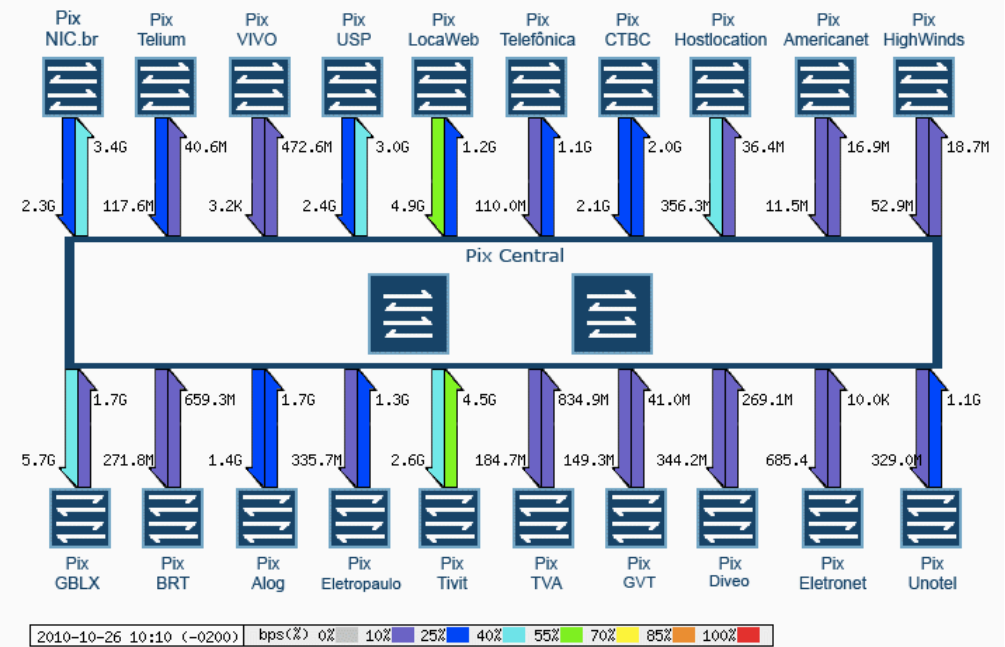 Pix Pix Pix Pix Pix Pix Pix Pix Pix Pix
NIC.br Telium VIVO USP LocaWeb Telefônica CTBC Hostlocation Americanet HighWinds
3.4G 40.6M 472.6M 3.0G 1.2G 1.1G 2.0G 36.4M 16.9M 18.7M
2.3G 117.6M 3.2K 2.4G 4.9G 110.0M 2.1G 356.3M 11.5M 52.9M
Pix Central
1.7G 659.3M 1.7G 1.3G 4.5G 834.9M 41.0M 269.1M 10.0K 1.1G
5.7G 271.8M 1.4G 335.7M 2.6G 184.7M 149.3M 344.2M 685.4 329.0M
Pix Pix Pix Pix Pix Pix Pix Pix Pix Pix
GBLX BRT Alog Eletropaulo Tivit TVA GVT Diveo Eletronet Unotel
2010-10-26 10:10 (-0200) bps(%) 0% 10% 25% 40% 55% 70% 85% 100%